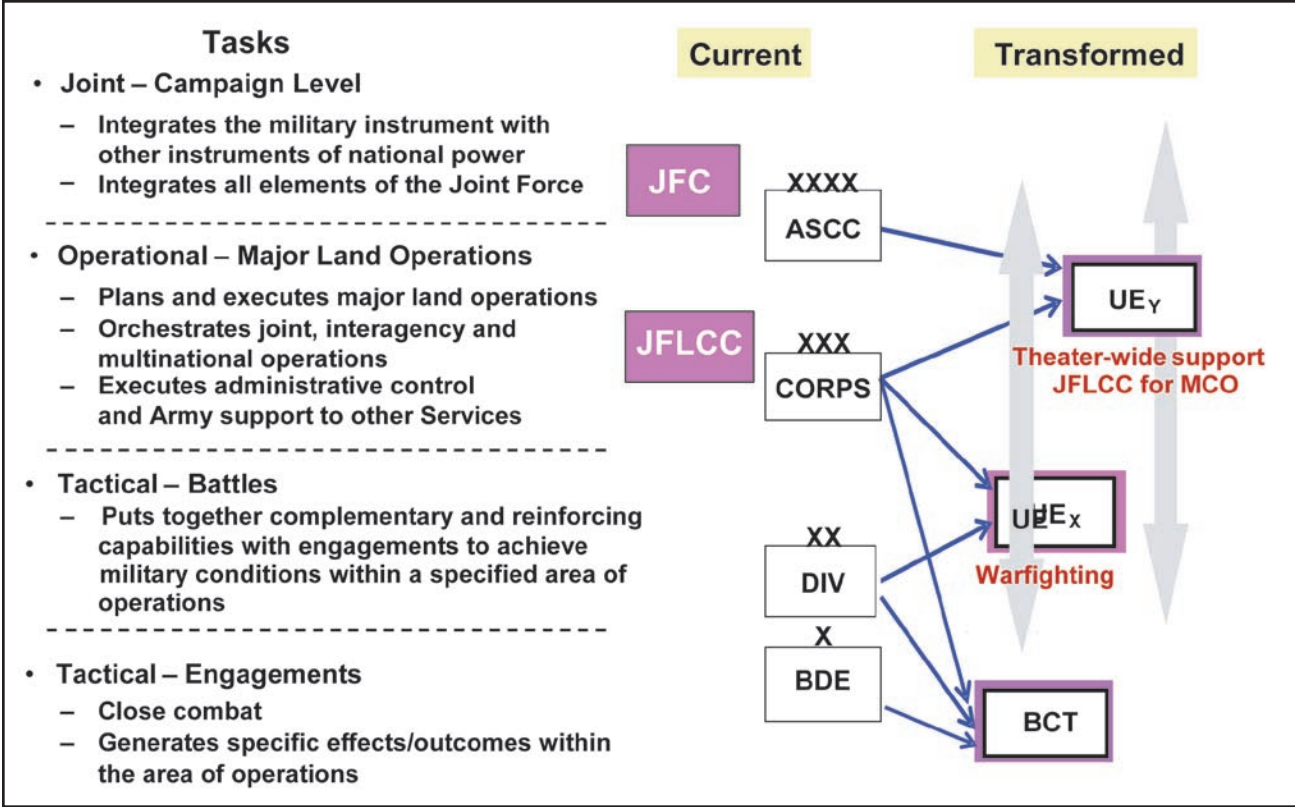 Tasks
• Joint – Campaign Level
– Integrates the military instrument with
other instruments of national power
– Integrates all elements of the Joint Force
• Operational – Major Land Operations
– Plans and executes major land operations
– Orchestrates joint, interagency and
multinational operations
– Executes administrative control
and Army support to other Services
• Tactical – Battles
– Puts together complementary and reinforcing
capabilities with engagements to achieve
military conditions within a specified area of
operations
• Tactical – Engagements
– Close combat
– Generates specific effects/outcomes within
the area of operations
Current
JFC
XXXX
ASCC
JFLCC
XXX
CORPS
XX
DIV
X
BDE
Transformed
UEY
Theater-wide support
JFLCC for MCO
UE
UEX
Warfighting
BCT